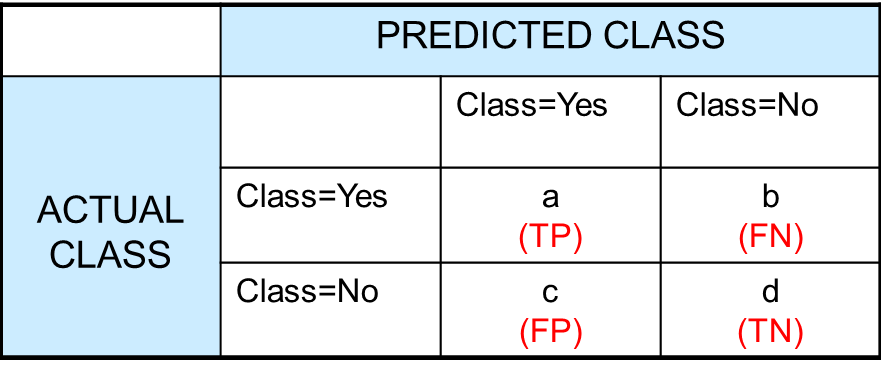 PREDICTED CLASS
Class=Yes Class=No
ACTUAL
CLASS
Class=Yes a b
(TP) (FN)
Class=No c d
(FP) (TN)